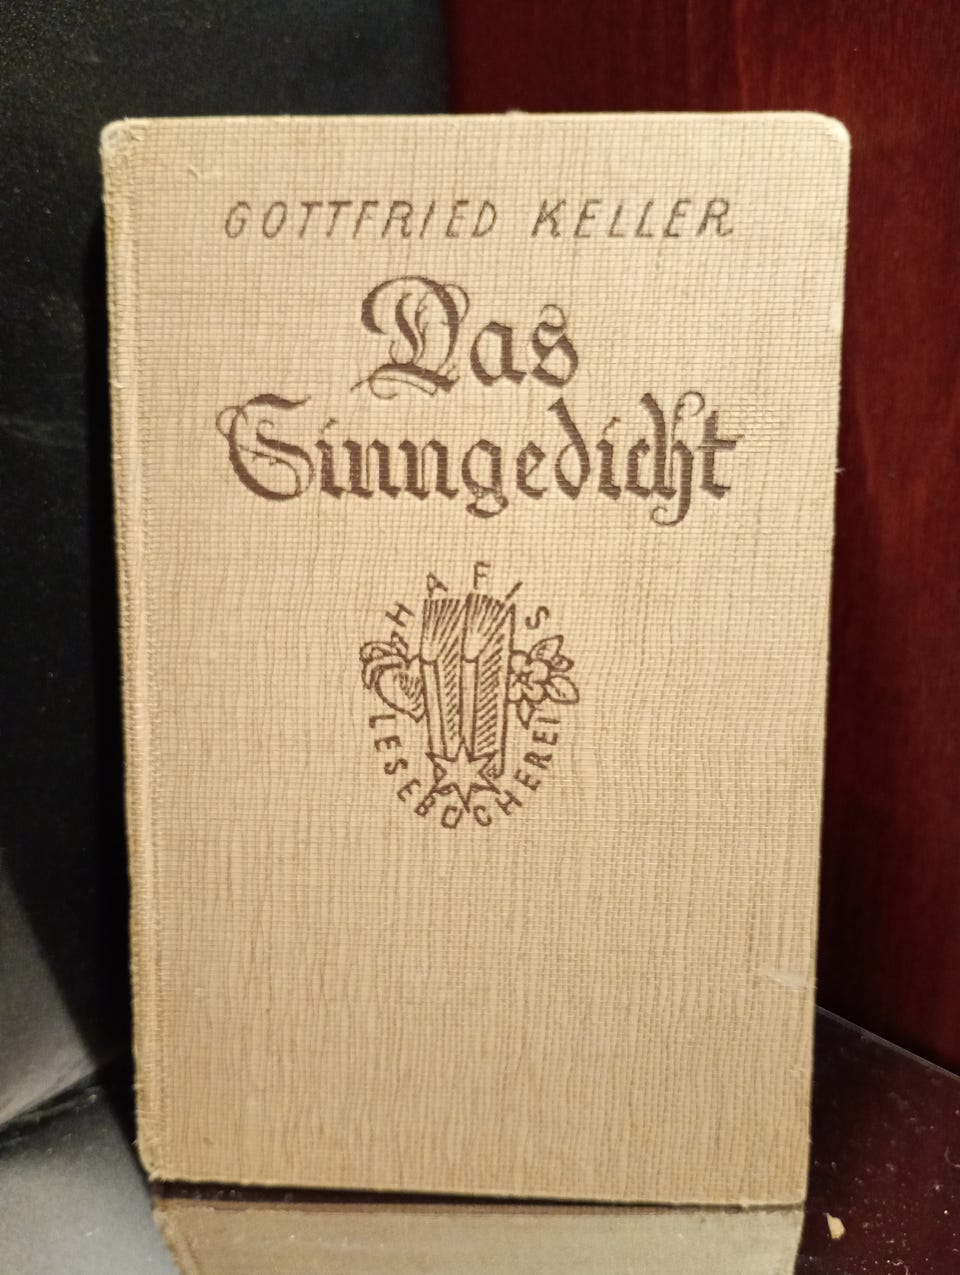 GOTTFRIED KELLER
Das
Sinngedicht
HAFIS
LESEBÜCHEREI